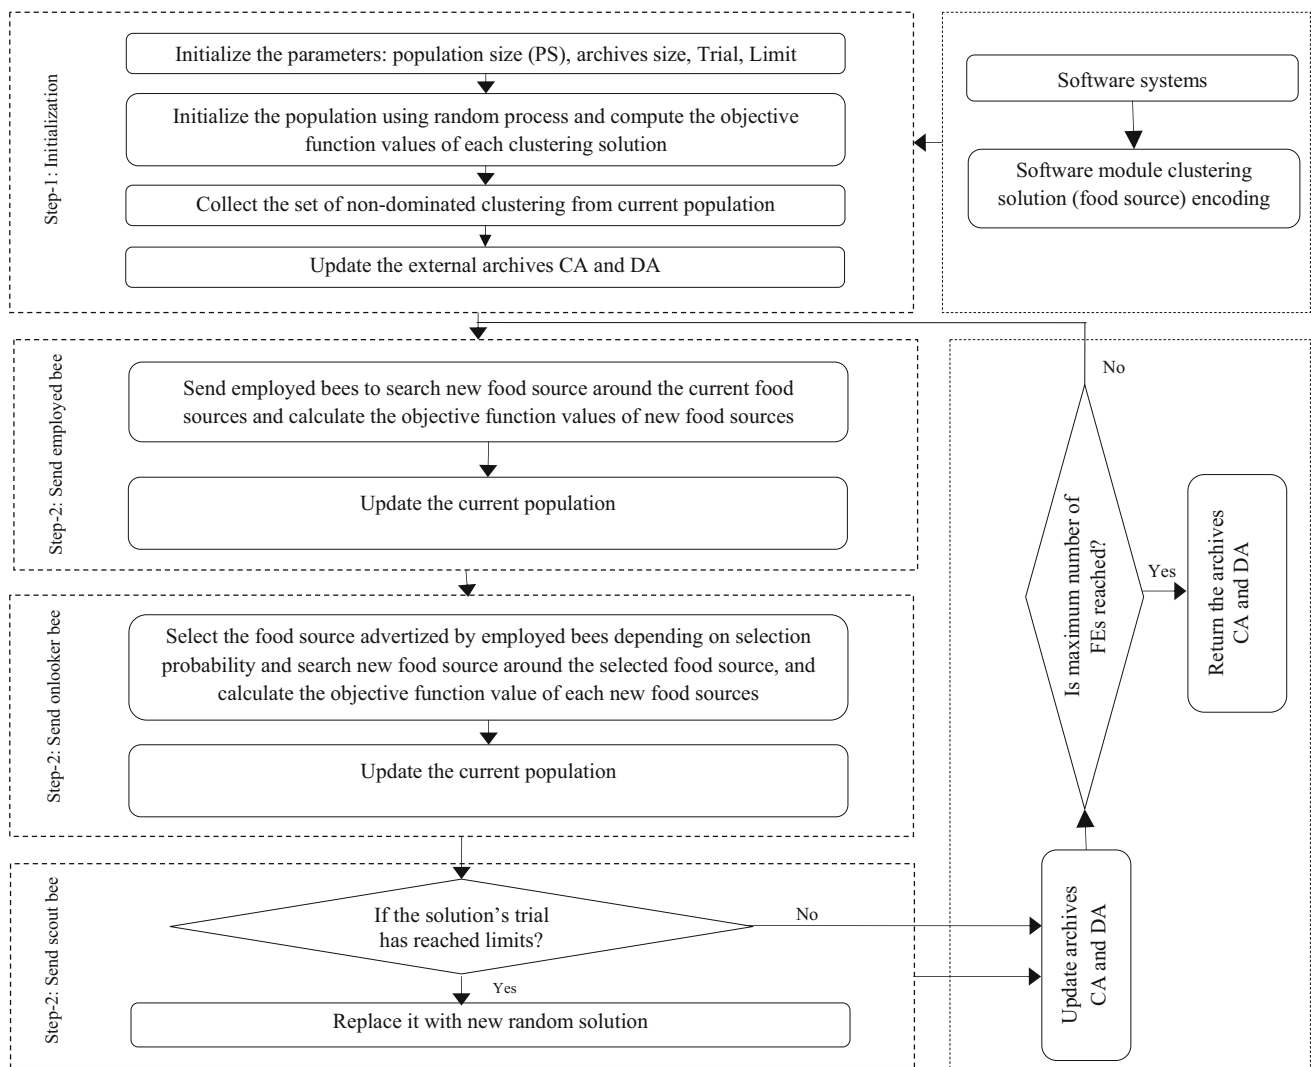 Step-1: Initialization
Initialize the parameters: population size (PS), archives size, Trial, Limit
Initialize the population using random process and compute the objective
function values of each clustering solution
Collect the set of non-dominated clustering from current population
Update the external archives CA and DA
Software systems
Software module clustering
solution (food source) encoding
Step-2: Send employed bee
Send employed bees to search new food source around the current food
sources and calculate the objective function values of new food sources
Update the current population
Step-2: Send onlooker bee
Select the food source advertized by employed bees depending on selection
probability and search new food source around the selected food source, and
calculate the objective function value of each new food sources
Update the current population
Step-2: Send scout bee
If the solution's trial
has reached limits?
No
Yes
Replace it with new random solution
Update archives
CA and DA
Is maximum number of
FEs reached?
No
Yes
Return the archives
CA and DA